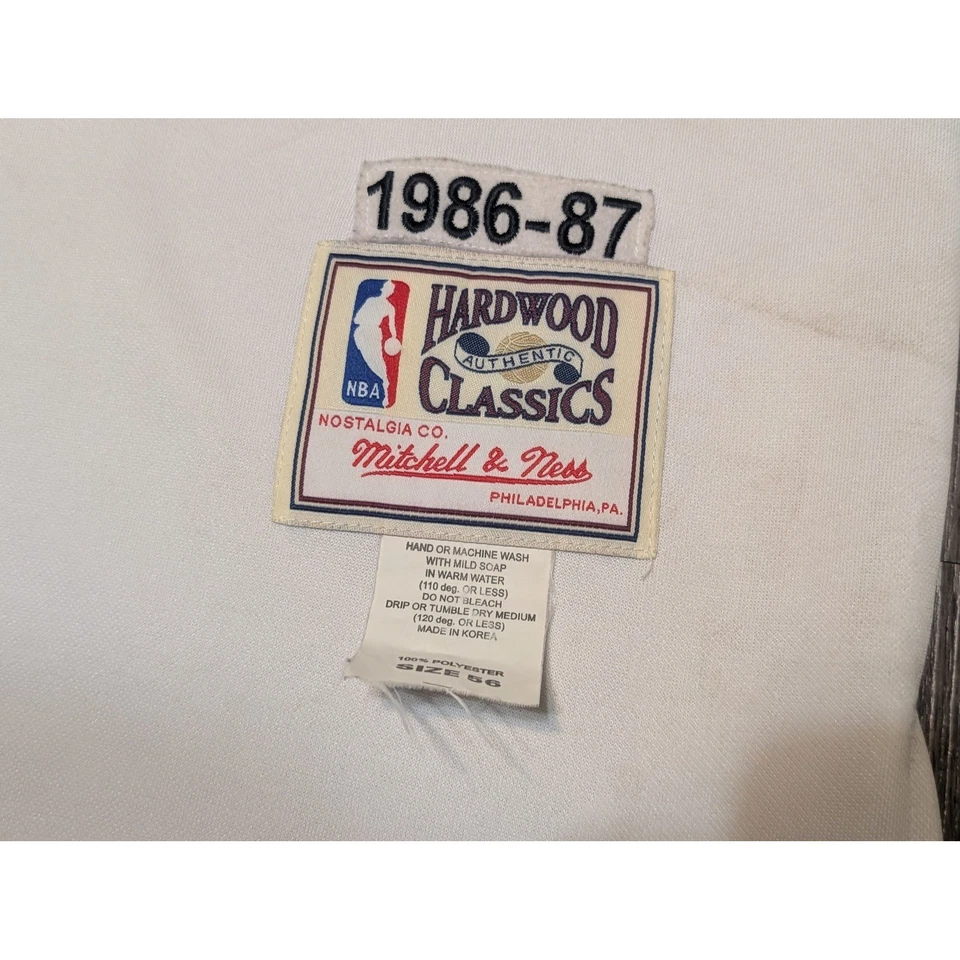 1986-87
HARDWOOD
AUTHENTIC
CLASSICS
NBA
NOSTALGIA CO.
Mitchell & Ness
PHILADELPHIA, PA.
HAND OR MACHINE WASH
WITH MILD SOAP
IN WARM WATER
(110 deg. OR LESS)
DO NOT BLEACH
DRIP OR TUMBLE DRY MEDIUM
(120 deg. OR LESS)
MADE IN KOREA
100% POLYESTER
SIZE 56